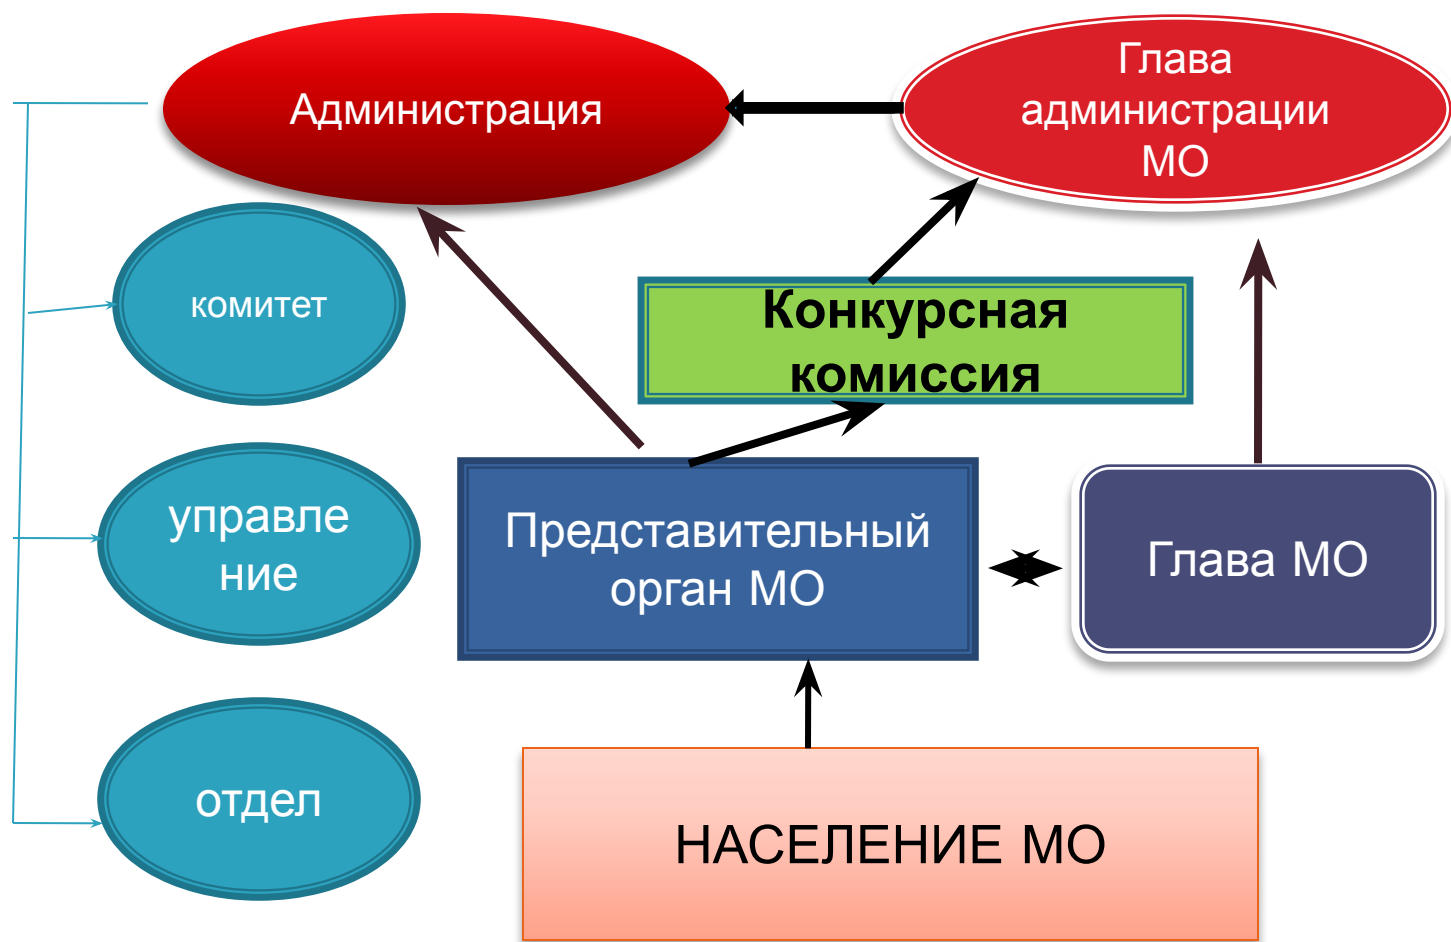 Администрация
Глава
администрации
МО
комитет
Конкурсная
комиссия
управле
ние
Представительный
орган МО
Глава МО
отдел
НАСЕЛЕНИЕ МО